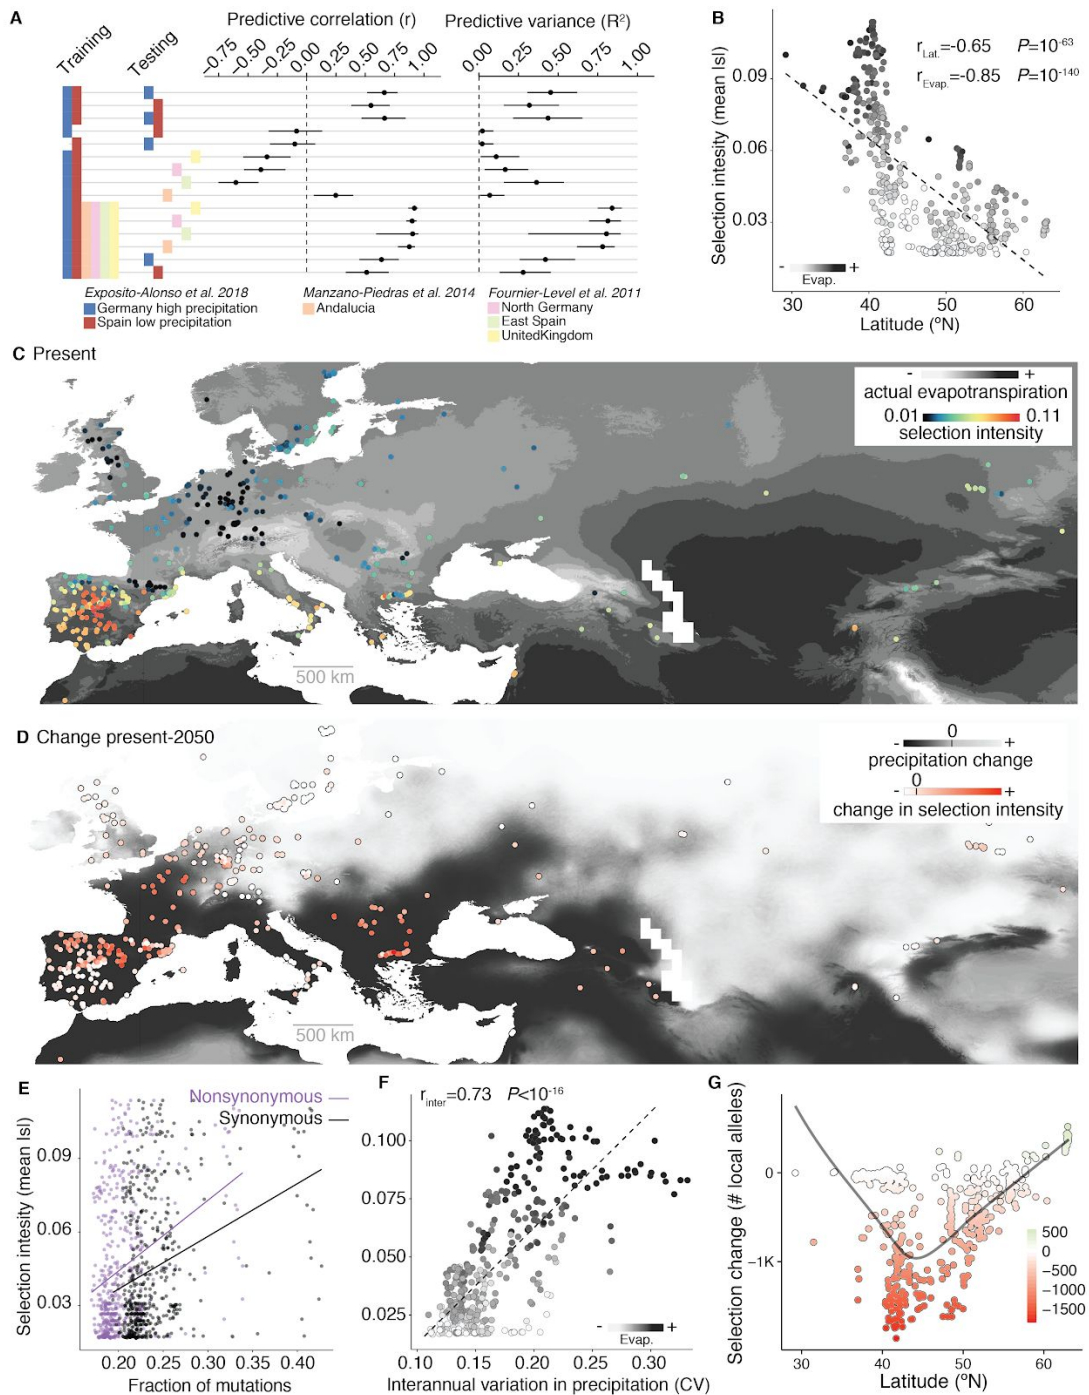 A
Predictive correlation (r)
Predictive variance (R²)
Training
Testing
-0.75
-0.50
-0.25
0.00
0.25
0.50
0.75
1.00
0.00
0.25
0.50
0.75
1.00
Exposito-Alonso et al. 2018
Germany high precipitation
Spain low precipitation
Manzano-Piedras et al. 2014
Andalucia
Fournier-Level et al. 2011
North Germany
East Spain
UnitedKingdom
B
Selection intesity (mean |s|)
0.09
0.06
0.03
r Lat.=-0.65 P=10⁻⁶³
r Evap.=-0.85 P=10⁻¹⁴⁰
- +
Evap.
30 40 50 60
Latitude (°N)
C Present
- +
actual evapotranspiration
0.01 0.11
selection intensity
500 km
D Change present-2050
0
- +
precipitation change
0
- +
change in selection intensity
500 km
E
Selection intesity (mean |s|)
0.09
0.06
0.03
Nonsynonymous
Synonymous
0.20 0.30 0.40
Fraction of mutations
F
r inter=0.73 P<10⁻¹⁶
0.100
0.075
0.050
0.025
- +
Evap.
0.10 0.15 0.20 0.25 0.30
Interannual variation in precipitation (CV)
G
Selection change (# local alleles)
0
-1K
500
0
−500
−1000
−1500
30 40 50 60
Latitude (°N)